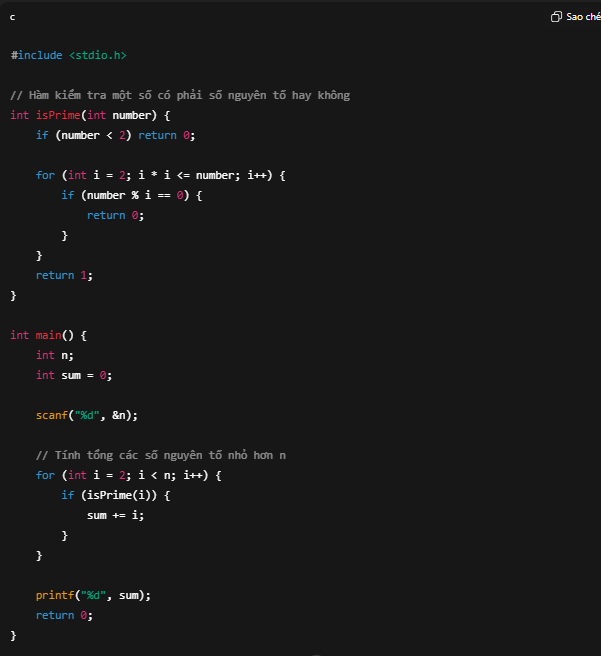 c
Sao ché
#include <stdio.h>
// Hàm kiểm tra một số có phải số nguyên tố hay không
int isPrime(int number) {
    if (number < 2) return 0;
    for (int i = 2; i * i <= number; i++) {
        if (number % i == 0) {
            return 0;
        }
    }
    return 1;
}
int main() {
    int n;
    int sum = 0;
    scanf("%d", &n);
    // Tính tổng các số nguyên tố nhỏ hơn n
    for (int i = 2; i < n; i++) {
        if (isPrime(i)) {
            sum += i;
        }
    }
    printf("%d", sum);
    return 0;
}